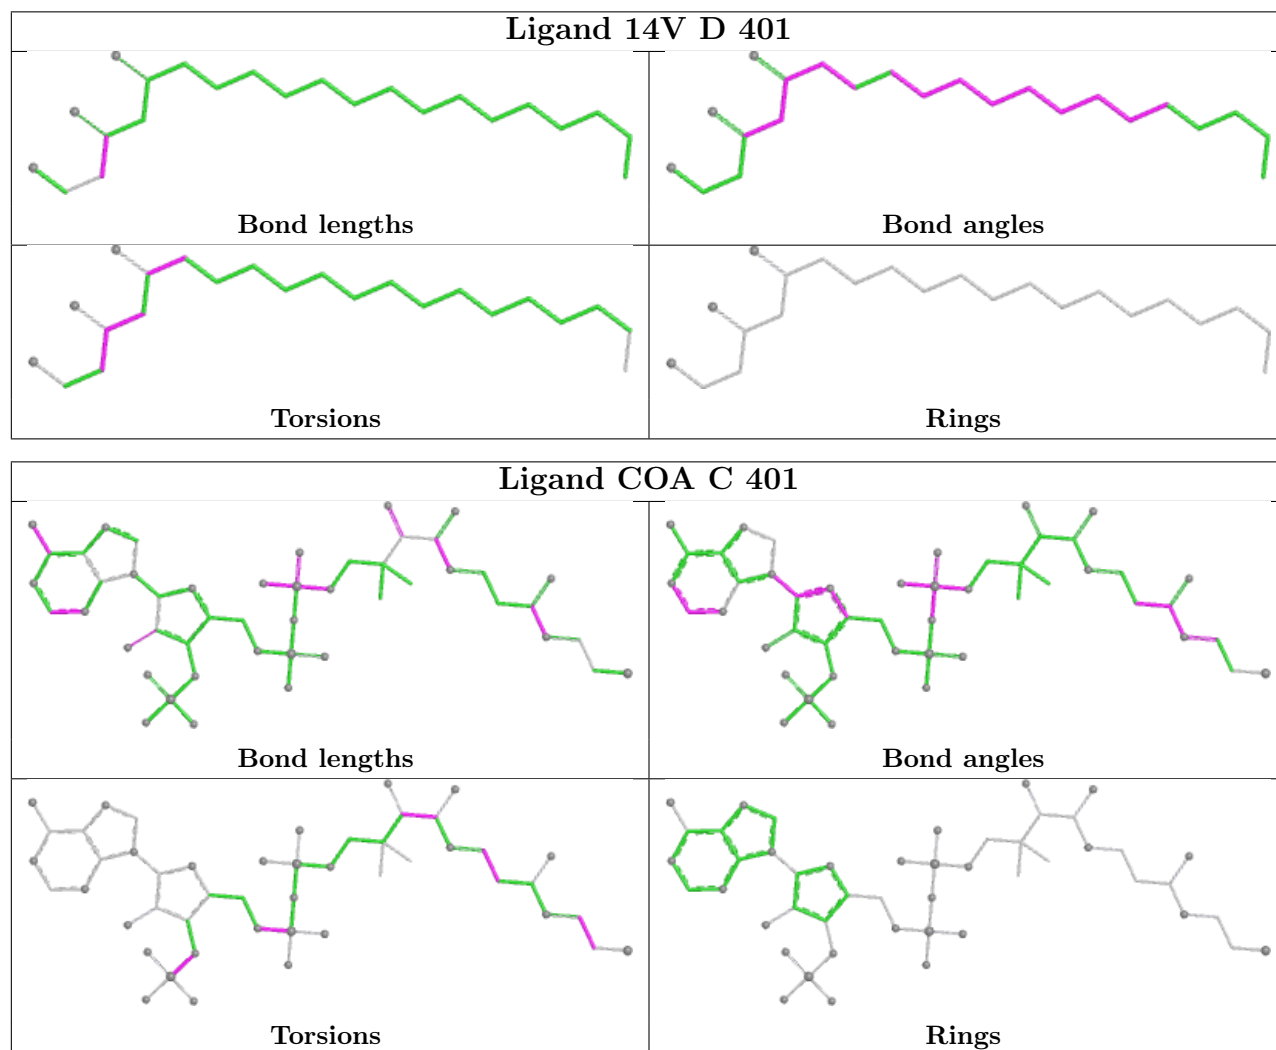 Ligand 14V D 401
Bond lengths
Bond angles
Torsions
Rings
Ligand COA C 401
Bond lengths
Bond angles
Torsions
Rings